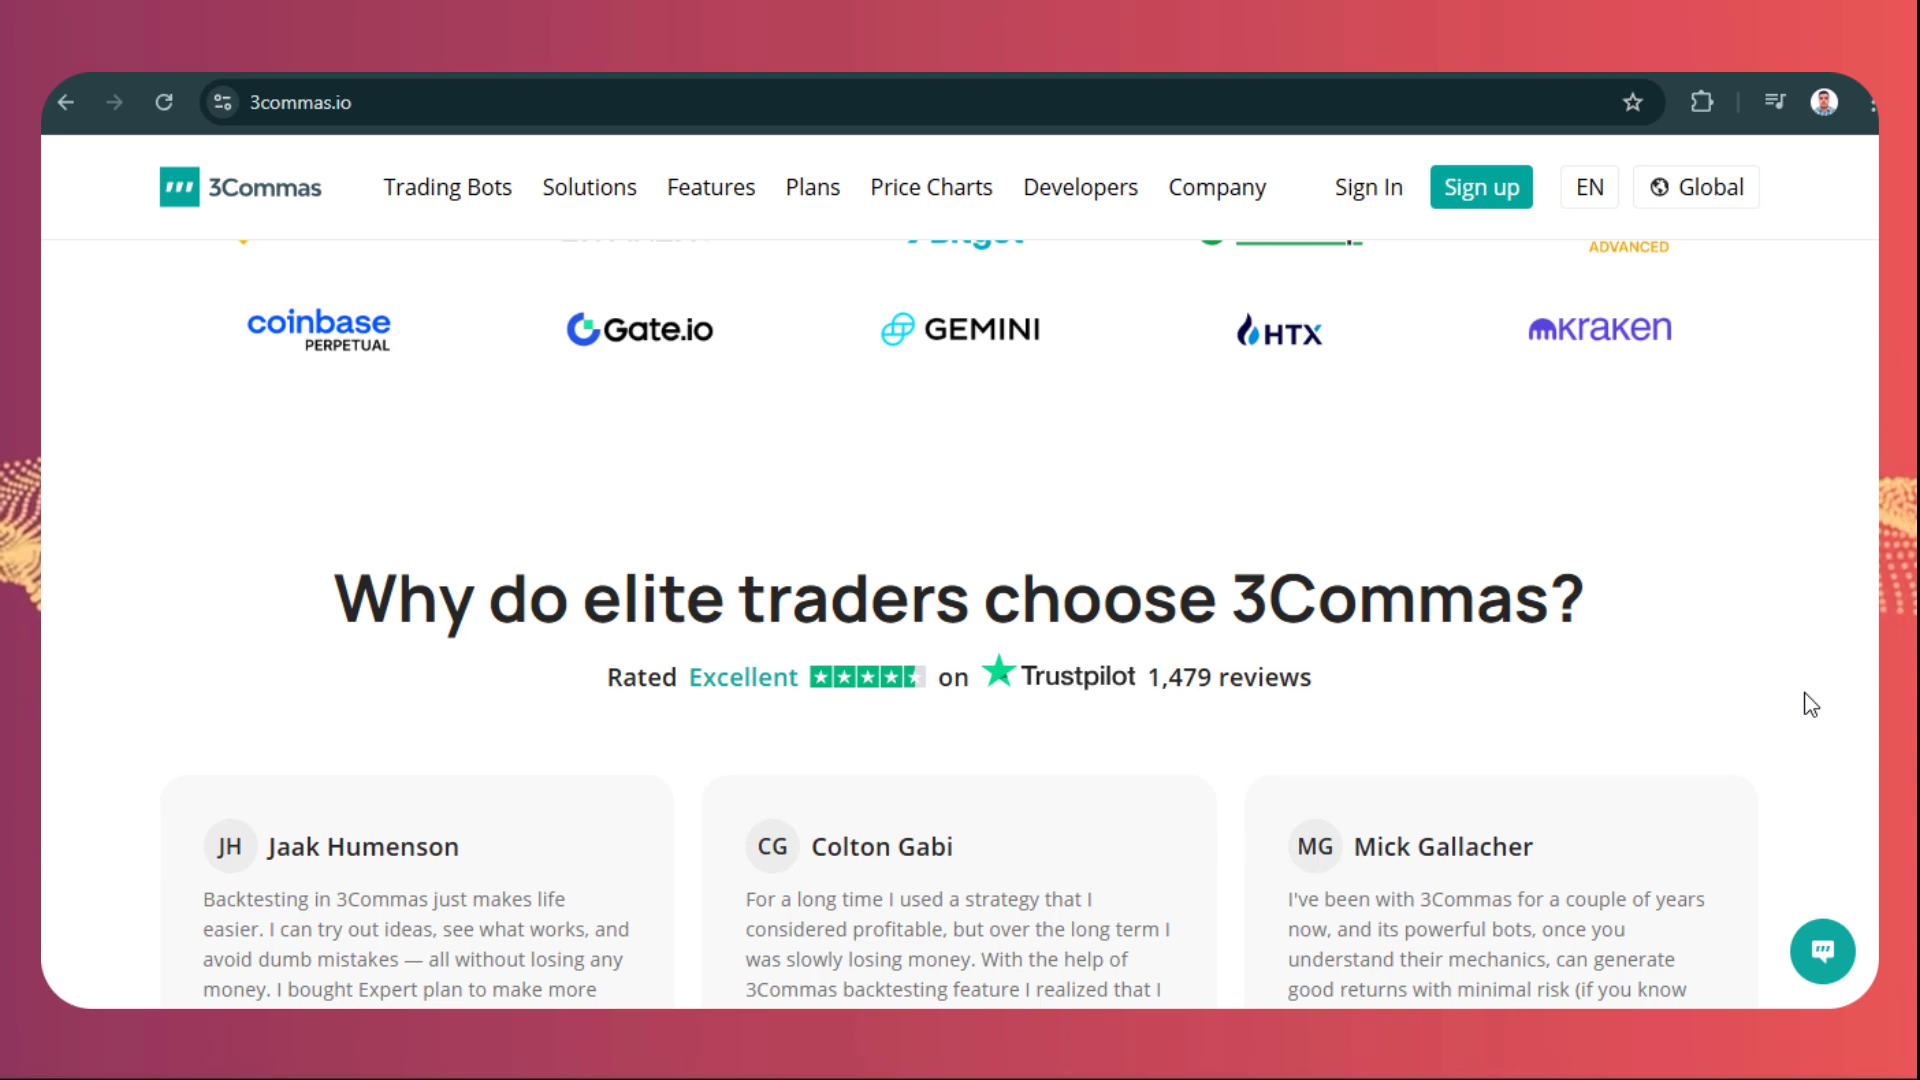 3commas.io
3Commas
Trading Bots Solutions Features Plans Price Charts Developers Company Sign In Sign up EN Global
ADVANCED
coinbase
PERPETUAL
Gate.io
GEMINI
HTX
kraken
Why do elite traders choose 3Commas?
Rated Excellent on Trustpilot 1,479 reviews
JH Jaak Humenson
Backtesting in 3Commas just makes life
easier. I can try out ideas, see what works, and
avoid dumb mistakes — all without losing any
money. I bought Expert plan to make more
CG Colton Gabi
For a long time I used a strategy that I
considered profitable, but over the long term I
was slowly losing money. With the help of
3Commas backtesting feature I realized that I
MG Mick Gallacher
I've been with 3Commas for a couple of years
now, and its powerful bots, once you
understand their mechanics, can generate
good returns with minimal risk (if you know